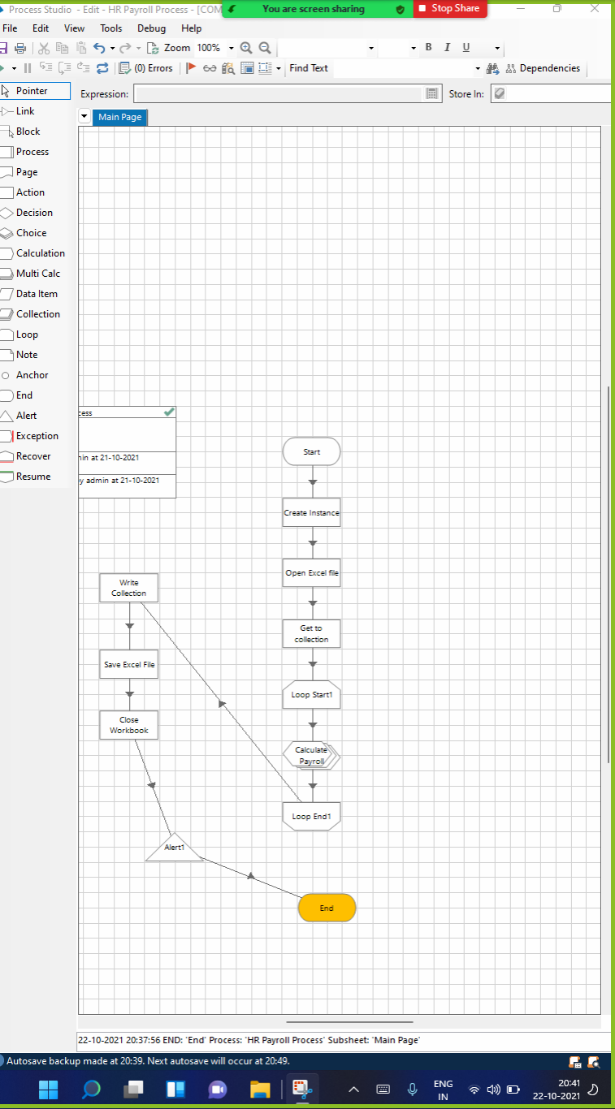 Process Studio - Edit - HR Payroll Process - [COM
You are screen sharing
Stop Share
File Edit View Tools Debug Help
Zoom 100%
B I U
(0) Errors
Find Text
Dependencies
Pointer
Expression:
Store In:
Link
Main Page
Block
Process
Page
Action
Decision
Choice
Calculation
Multi Calc
Data Item
Collection
Loop
Note
Anchor
End
Alert
Exception
Recover
Resume
cess
min at 21-10-2021
y admin at 21-10-2021
Start
Create Instance
Open Excel file
Get to
collection
Loop Start1
Calculate
Payroll
Loop End1
Write
Collection
Save Excel File
Close
Workbook
Alert1
End
22-10-2021 20:37:56 END: 'End' Process: 'HR Payroll Process' Subsheet: 'Main Page'
Autosave backup made at 20:39. Next autosave will occur at 20:49.
ENG
IN
20:41
22-10-2021